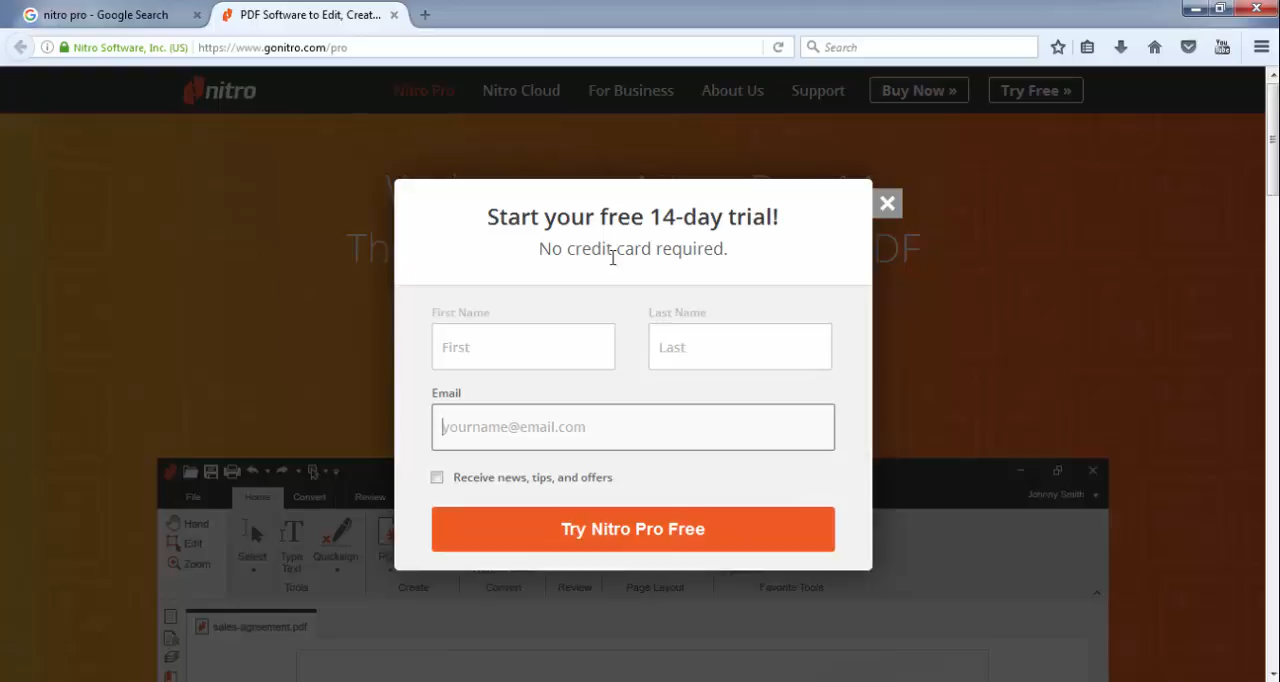 nitro pro - Google Search
PDF Software to Edit, Creat...
Nitro Software, Inc. (US) https://www.gonitro.com/pro
Search
You Tube
nitro Nitro Pro Nitro Cloud For Business About Us Support Buy Now » Try Free »
Th DF
Start your free 14-day trial!
No credit card required.
First Name Last Name
First Last
Email
yourname@email.com
Receive news, tips, and offers
Try Nitro Pro Free
Johnny Smith
File Home Convert Review
Hand
Edit
Zoom
Select Type Text QuickSign
Tools Create Convert Review Page Layout Favorite Tools
sales-agreement.pdf